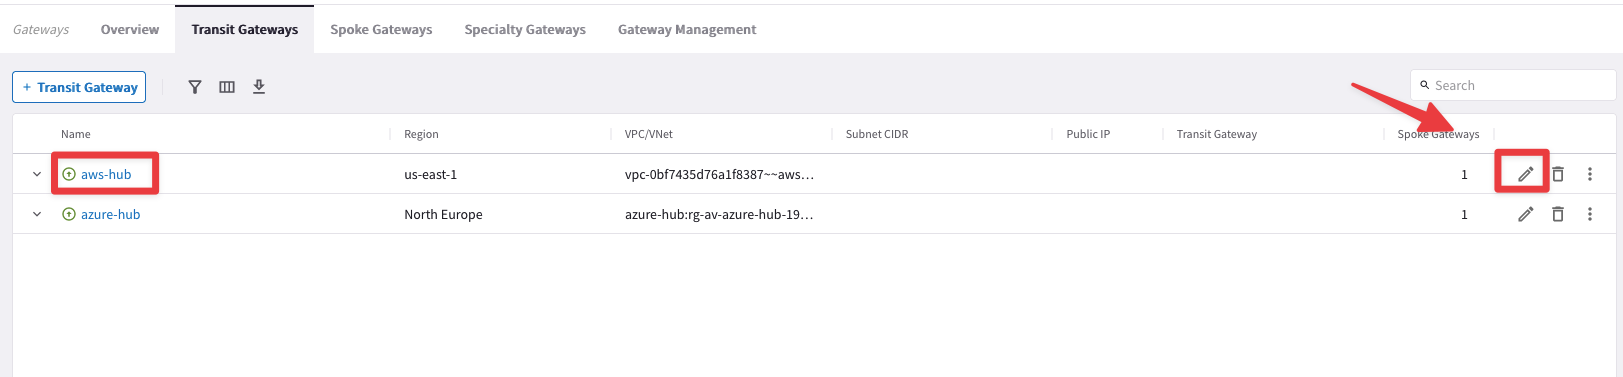 Gateways Overview Transit Gateways Spoke Gateways Specialty Gateways Gateway Management
+ Transit Gateway Search
Name Region VPC/VNet Subnet CIDR Public IP Transit Gateway Spoke Gateways
aws-hub us-east-1 vpc-0bf7435d76a1f8387~~aws... 1
azure-hub North Europe azure-hub:rg-av-azure-hub-19... 1